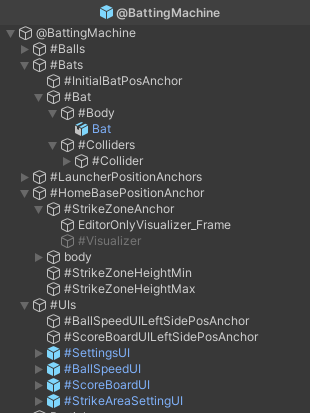 @BattingMachine
@BattingMachine
#Balls
#Bats
#InitialBatPosAnchor
#Bat
#Body
Bat
#Colliders
#Collider
#LauncherPositionAnchors
#HomeBasePositionAnchor
#StrikeZoneAnchor
EditorOnlyVisualizer_Frame
#Visualizer
body
#StrikeZoneHeightMin
#StrikeZoneHeightMax
#UIs
#BallSpeedUILeftSidePosAnchor
#ScoreBoardUILeftSidePosAnchor
#SettingsUI
#BallSpeedUI
#ScoreBoardUI
#StrikeAreaSettingUI